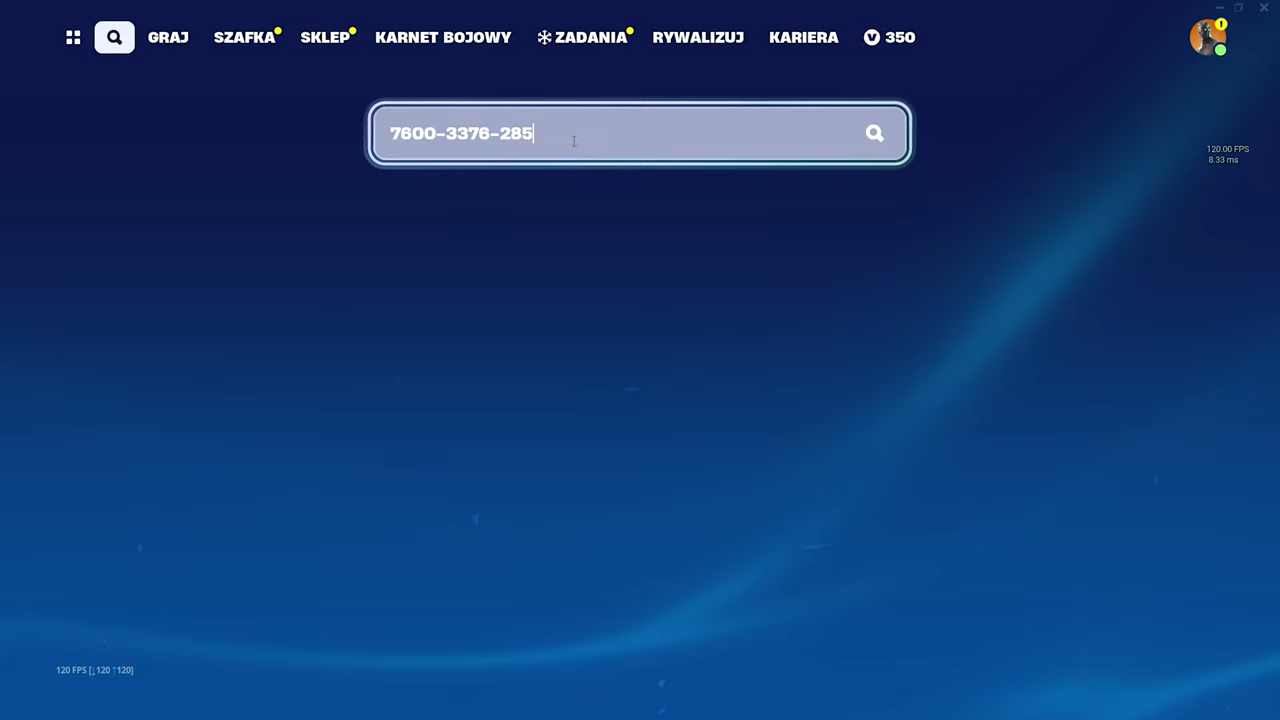 GRAJ SZAFKA SKLEP KARNET BOJOWY ZADANIA RYWALIZUJ KARIERA V 350
7600-3376-285
120.00 FPS
8.33 ms
120 FPS [↓120 ↑120]